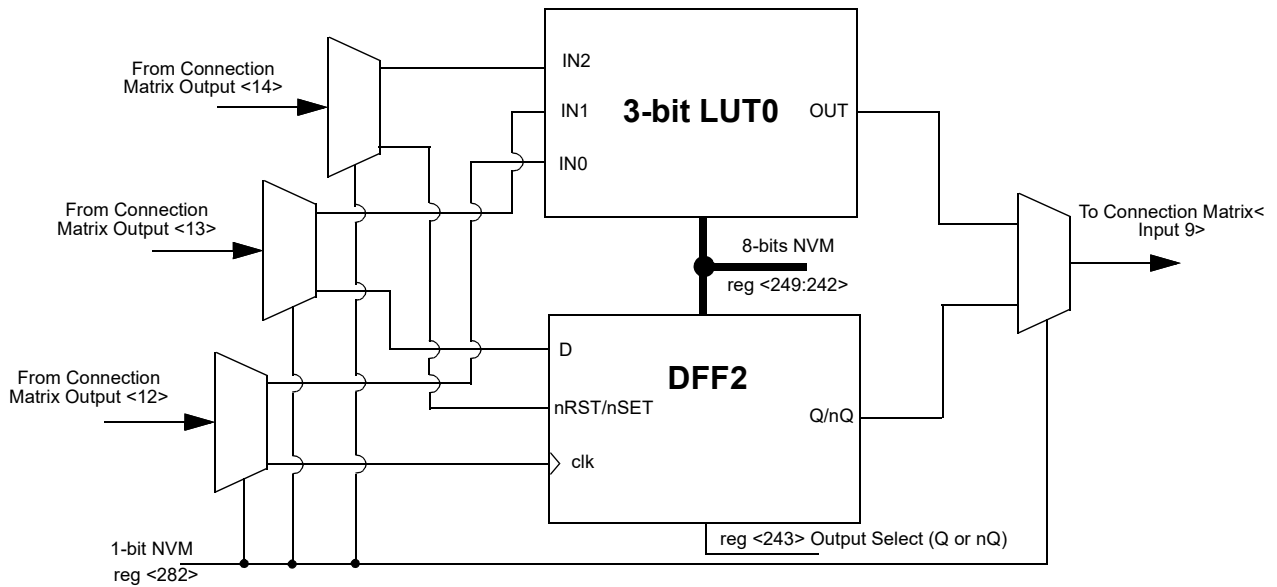 From Connection
Matrix Output <14>
IN2
IN1
IN0
3-bit LUT0
OUT
From Connection
Matrix Output <13>
To Connection Matrix<
Input 9>
8-bits NVM
reg <249:242>
From Connection
Matrix Output <12>
D
nRST/nSET
clk
DFF2
Q/nQ
reg <243> Output Select (Q or nQ)
1-bit NVM
reg <282>